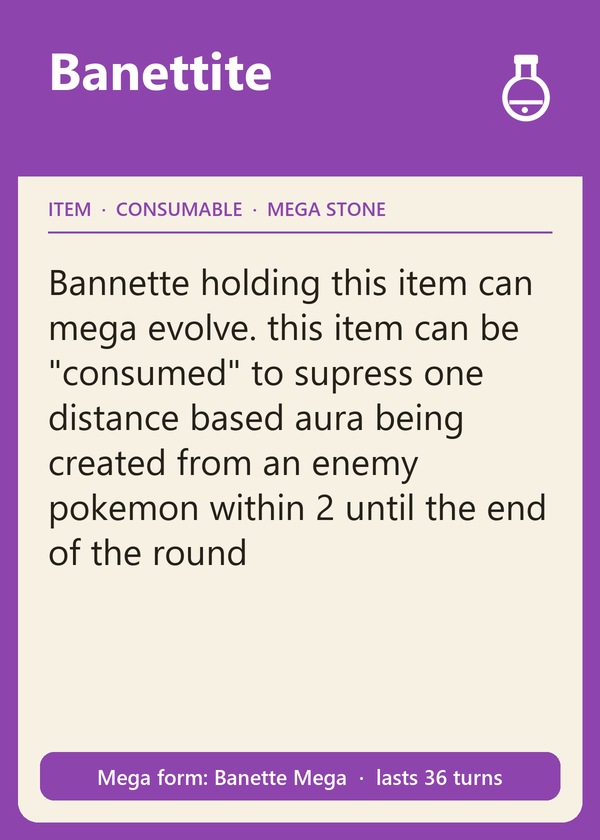 Banettite
ITEM · CONSUMABLE · MEGA STONE
Bannette holding this item can
mega evolve. this item can be
"consumed" to supress one
distance based aura being
created from an enemy
pokemon within 2 until the end
of the round
Mega form: Banette Mega · lasts 36 turns